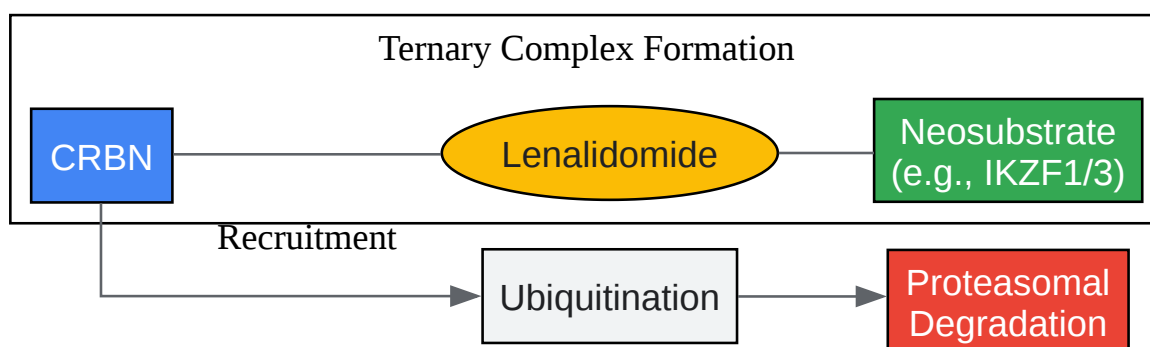 Ternary Complex Formation
CRBN
Lenalidomide
Neosubstrate
(e.g., IKZF1/3)
Recruitment
Ubiquitination
Proteasomal
Degradation